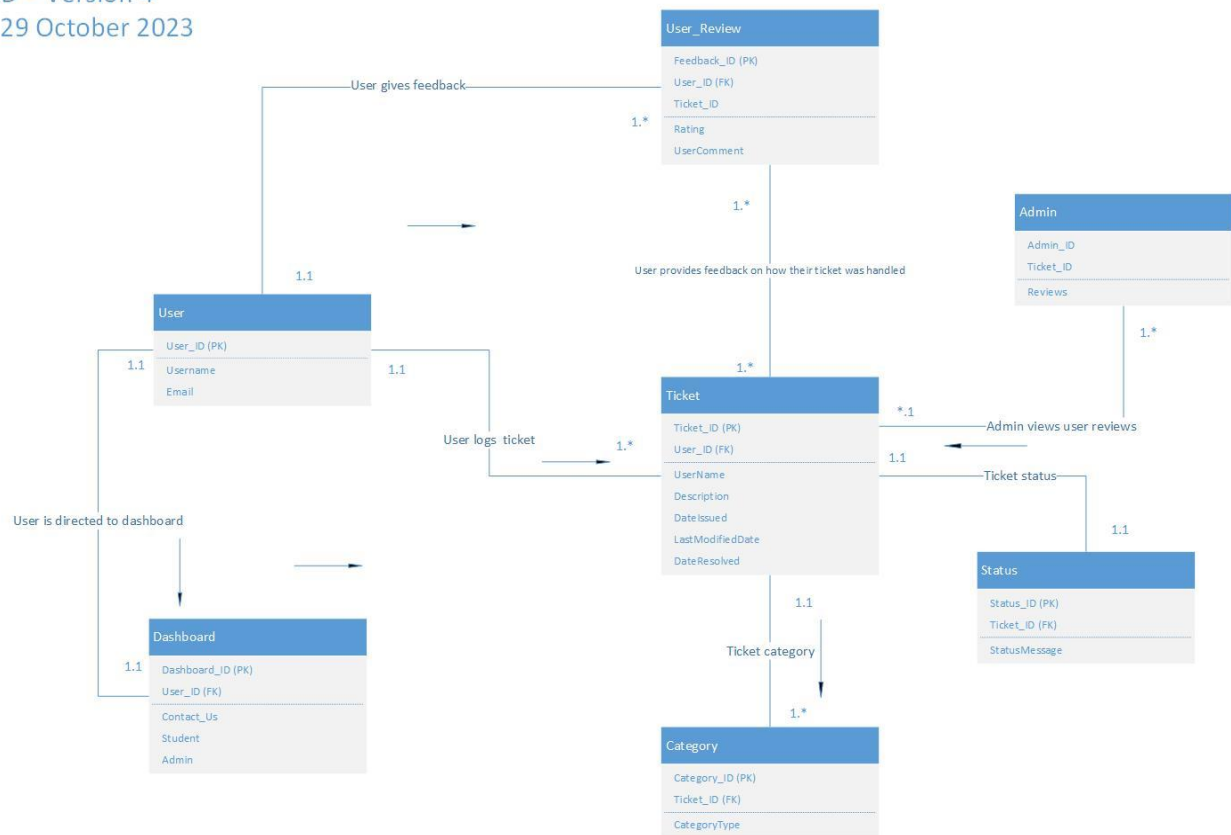 29 October 2023
User_Review
Feedback_ID (PK)
User_ID (FK)
Ticket_ID
Rating
UserComment
User gives feedback
1.*
1.*
Admin
Admin_ID
Ticket_ID
Reviews
User provides feedback on how their ticket was handled
1.1
User
User_ID (PK)
Username
Email
1.*
1.1
1.1
1.*
Ticket
Ticket_ID (PK)
User_ID (FK)
UserName
Description
DateIssued
LastModifiedDate
DateResolved
*.1
Admin views user reviews
User logs ticket
1.*
1.1
Ticket status
User is directed to dashboard
1.1
Status
Status_ID (PK)
Ticket_ID (FK)
StatusMessage
1.1
Ticket category
1.*
Dashboard
1.1
Dashboard_ID (PK)
User_ID (FK)
Contact_Us
Student
Admin
Category
Category_ID (PK)
Ticket_ID (FK)
CategoryType